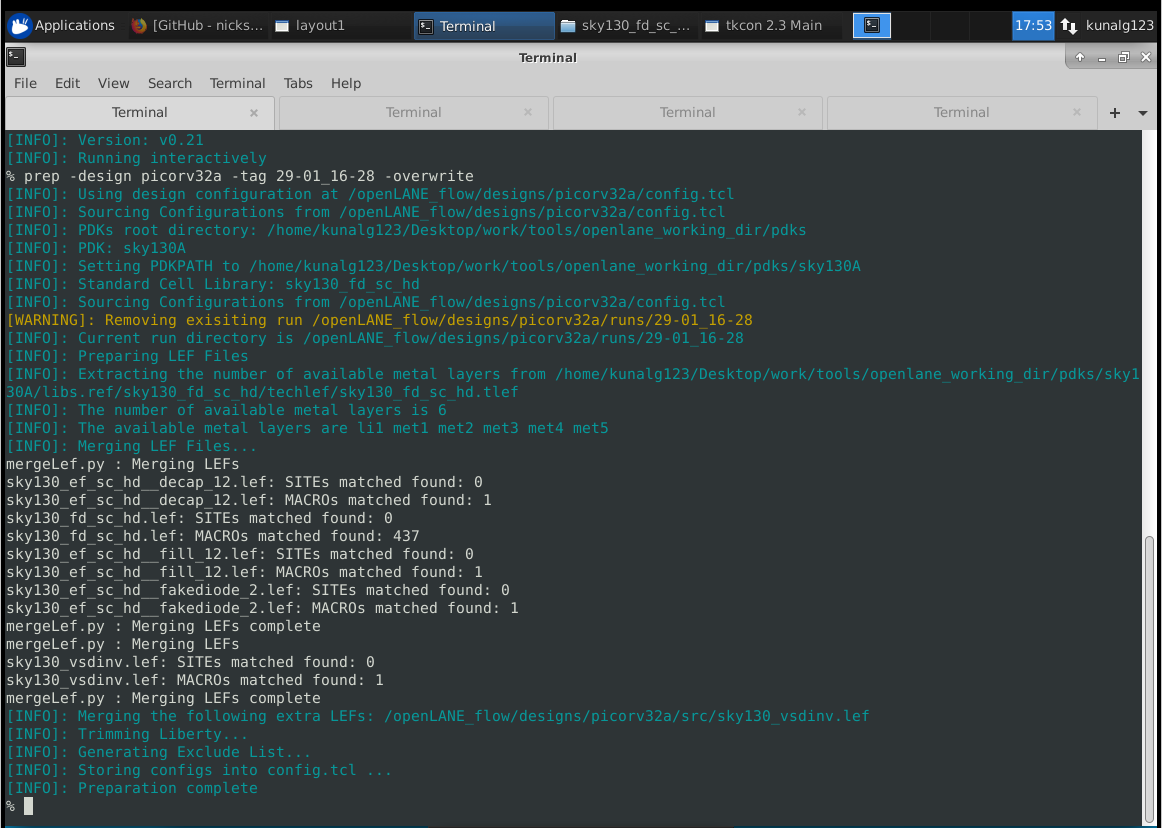 Applications [GitHub - nicks... layout1 Terminal sky130_fd_sc_... tkcon 2.3 Main 17:53 kunalg123
Terminal
File Edit View Search Terminal Tabs Help
Terminal Terminal Terminal Terminal
[INFO]: Version: v0.21
[INFO]: Running interactively
% prep -design picorv32a -tag 29-01_16-28 -overwrite
[INFO]: Using design configuration at /openLANE_flow/designs/picorv32a/config.tcl
[INFO]: Sourcing Configurations from /openLANE_flow/designs/picorv32a/config.tcl
[INFO]: PDKs root directory: /home/kunalg123/Desktop/work/tools/openlane_working_dir/pdks
[INFO]: PDK: sky130A
[INFO]: Setting PDKPATH to /home/kunalg123/Desktop/work/tools/openlane_working_dir/pdks/sky130A
[INFO]: Standard Cell Library: sky130_fd_sc_hd
[INFO]: Sourcing Configurations from /openLANE_flow/designs/picorv32a/config.tcl
[WARNING]: Removing exisiting run /openLANE_flow/designs/picorv32a/runs/29-01_16-28
[INFO]: Current run directory is /openLANE_flow/designs/picorv32a/runs/29-01_16-28
[INFO]: Preparing LEF Files
[INFO]: Extracting the number of available metal layers from /home/kunalg123/Desktop/work/tools/openlane_working_dir/pdks/sky1
30A/libs.ref/sky130_fd_sc_hd/techlef/sky130_fd_sc_hd.tlef
[INFO]: The number of available metal layers is 6
[INFO]: The available metal layers are li1 met1 met2 met3 met4 met5
[INFO]: Merging LEF Files...
mergeLef.py : Merging LEFs
sky130_ef_sc_hd__decap_12.lef: SITEs matched found: 0
sky130_ef_sc_hd__decap_12.lef: MACROs matched found: 1
sky130_fd_sc_hd.lef: SITEs matched found: 0
sky130_fd_sc_hd.lef: MACROs matched found: 437
sky130_ef_sc_hd__fill_12.lef: SITEs matched found: 0
sky130_ef_sc_hd__fill_12.lef: MACROs matched found: 1
sky130_ef_sc_hd__fakediode_2.lef: SITEs matched found: 0
sky130_ef_sc_hd__fakediode_2.lef: MACROs matched found: 1
mergeLef.py : Merging LEFs complete
mergeLef.py : Merging LEFs
sky130_vsdinv.lef: SITEs matched found: 0
sky130_vsdinv.lef: MACROs matched found: 1
mergeLef.py : Merging LEFs complete
[INFO]: Merging the following extra LEFs: /openLANE_flow/designs/picorv32a/src/sky130_vsdinv.lef
[INFO]: Trimming Liberty...
[INFO]: Generating Exclude List...
[INFO]: Storing configs into config.tcl ...
[INFO]: Preparation complete
%